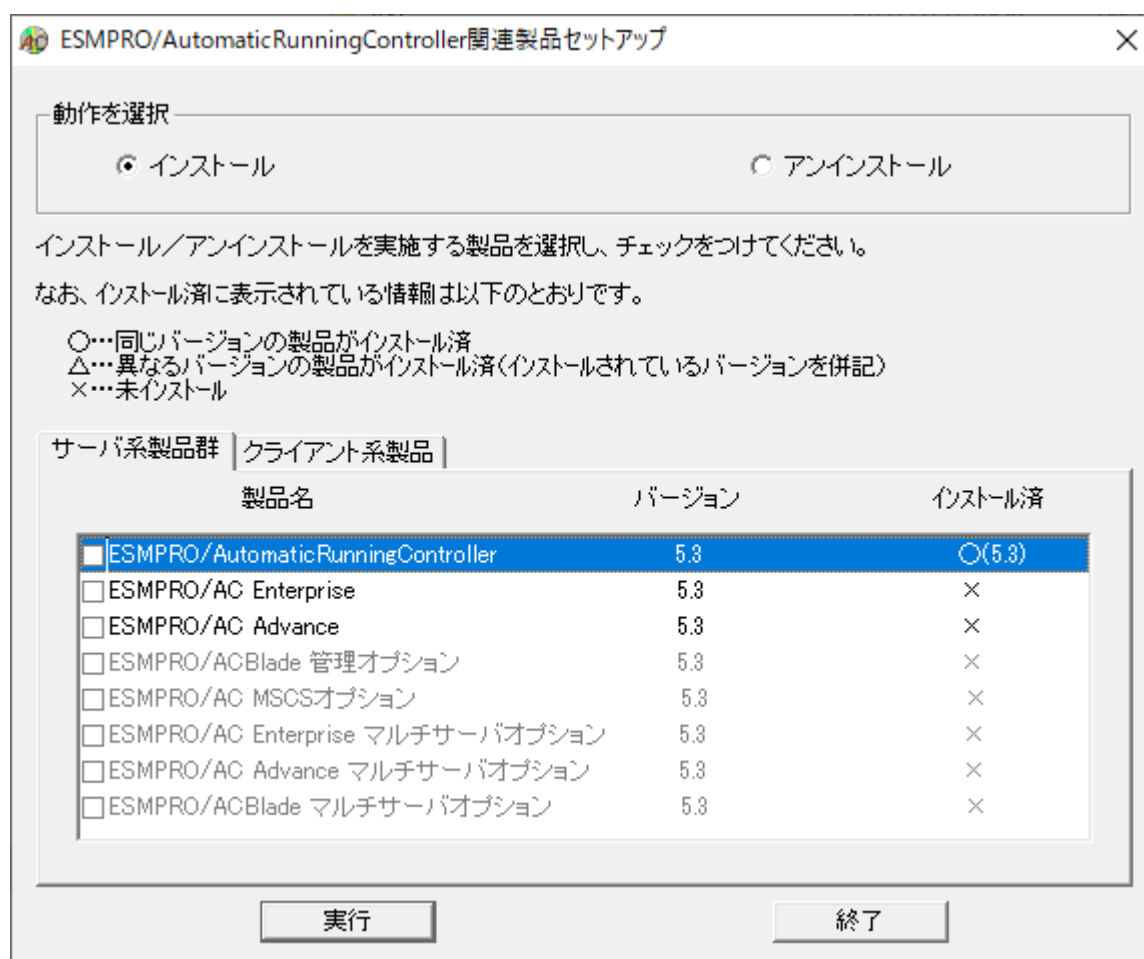 ESMPRO/AutomaticRunningController関連製品セットアップ
動作を選択
インストール アンインストール
インストール／アンインストールを実施する製品を選択し、チェックをつけてください。
なお、インストール済に表示されている情報は以下のとおりです。
○…同じバージョンの製品がインストール済
△…異なるバージョンの製品がインストール済(インストールされているバージョンを併記)
×…未インストール
サーバ系製品群 クライアント系製品
製品名 バージョン インストール済
ESMPRO/AutomaticRunningController 5.3 ○(5.3)
ESMPRO/AC Enterprise 5.3 ×
ESMPRO/AC Advance 5.3 ×
ESMPRO/ACBlade 管理オプション 5.3 ×
ESMPRO/AC MSCSオプション 5.3 ×
ESMPRO/AC Enterprise マルチサーバオプション 5.3 ×
ESMPRO/AC Advance マルチサーバオプション 5.3 ×
ESMPRO/ACBlade マルチサーバオプション 5.3 ×
実行 終了